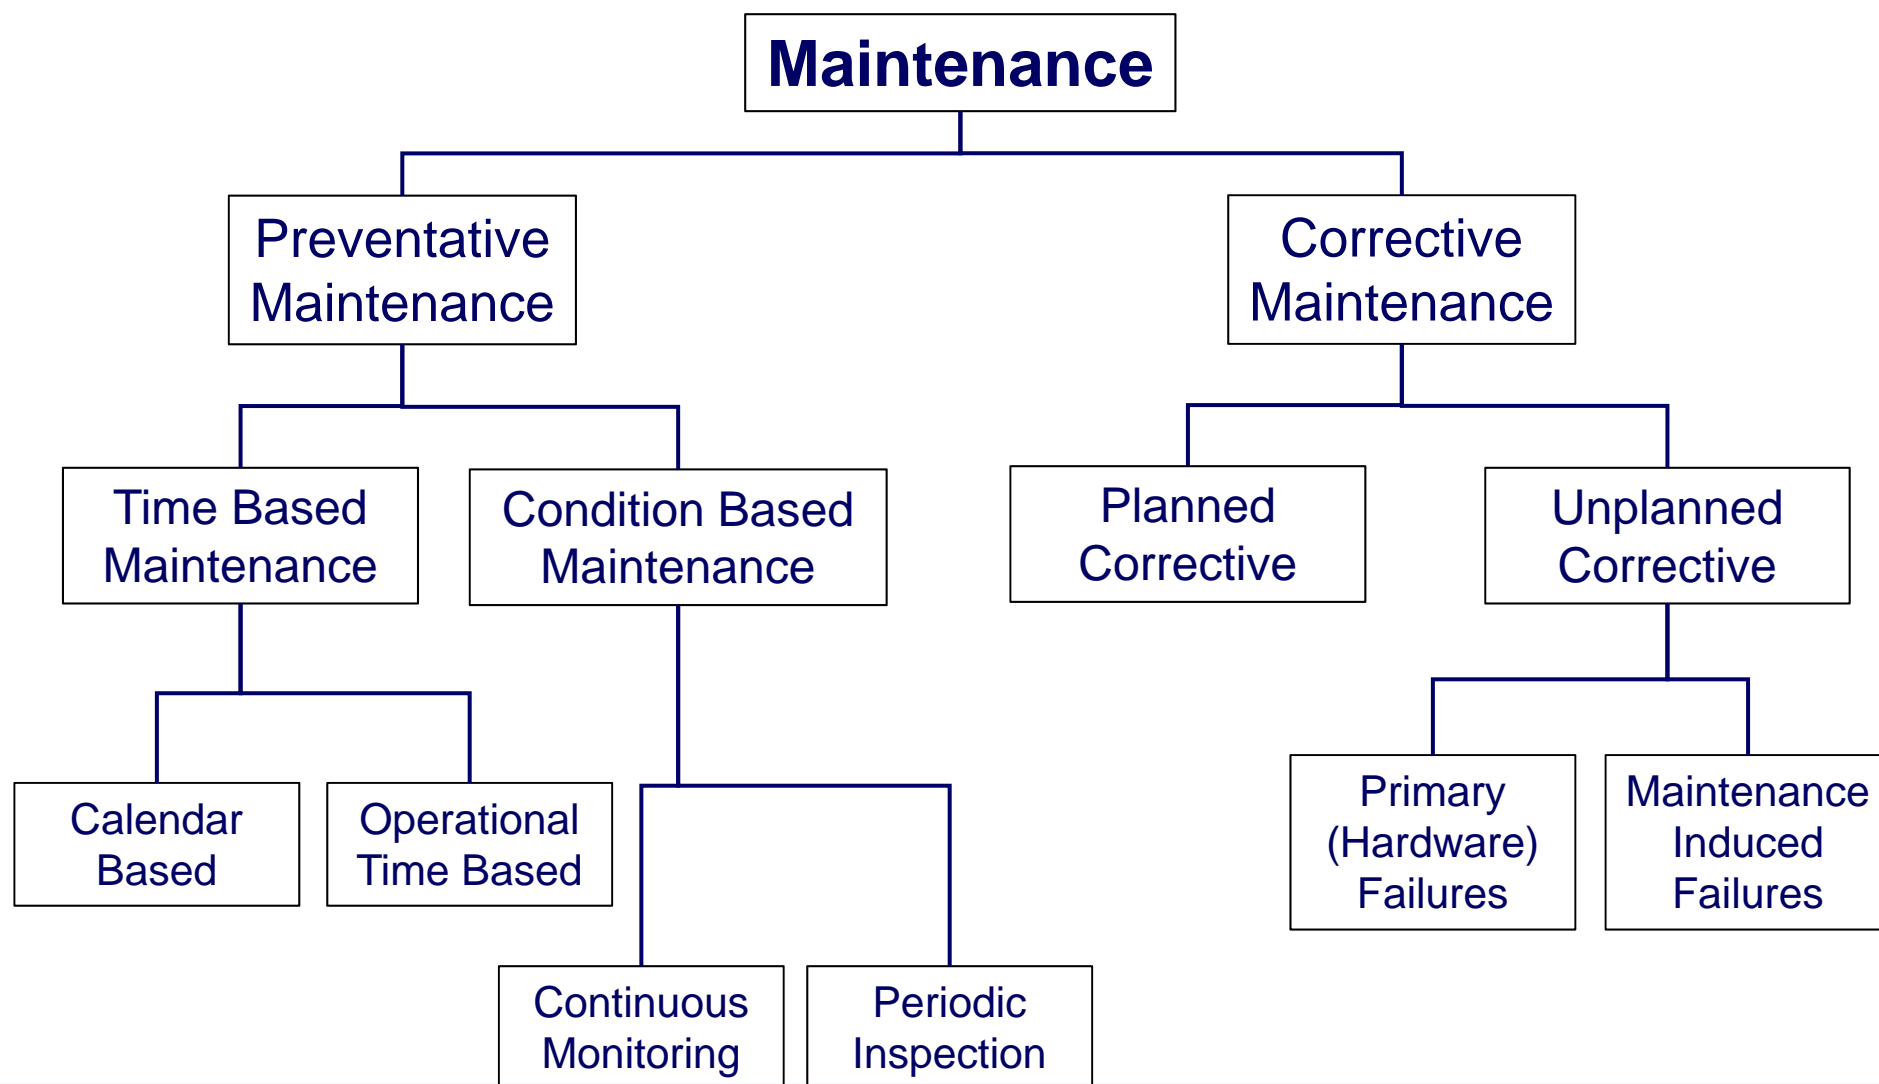 Maintenance
Preventative
Maintenance
Corrective
Maintenance
Time Based
Maintenance
Condition Based
Maintenance
Planned
Corrective
Unplanned
Corrective
Calendar
Based
Operational
Time Based
Primary
(Hardware)
Failures
Maintenance
Induced
Failures
Continuous
Monitoring
Periodic
Inspection